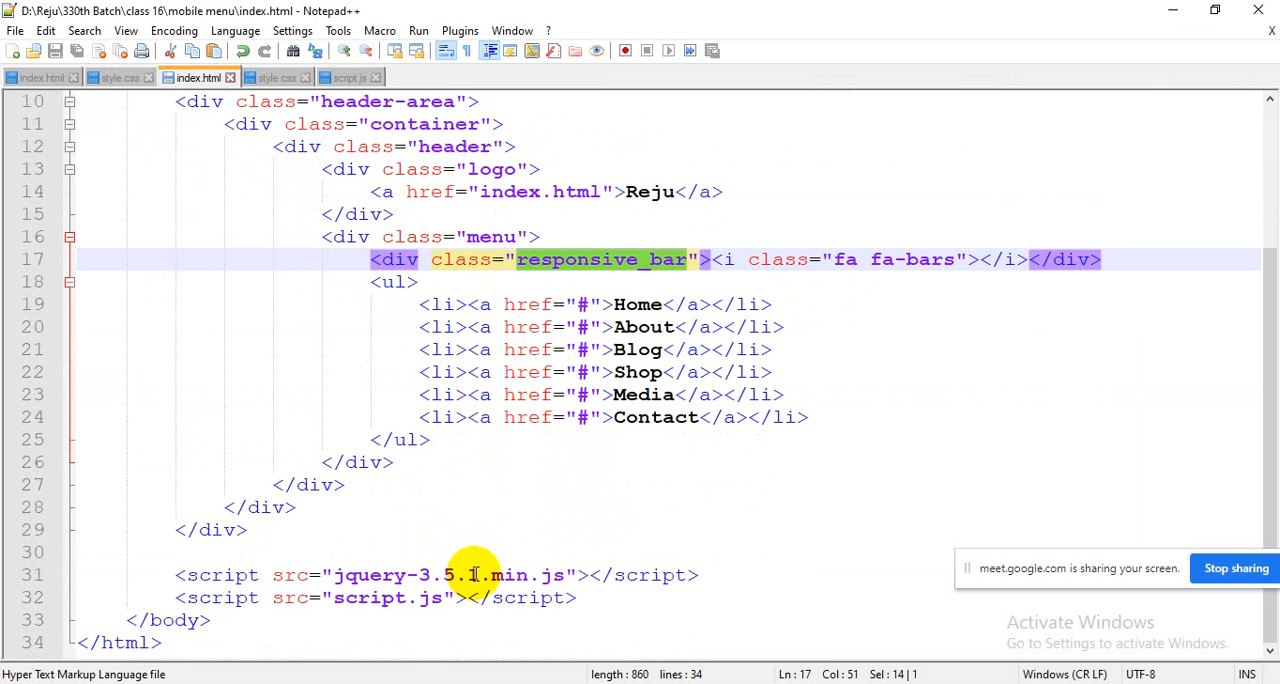 D:\Reju\330th Batch\class 16\mobile menu\index.html - Notepad++
File Edit Search View Encoding Language Settings Tools Macro Run Plugins Window ?
X
index.html style.css index.html style.css script.js
10 <div class="header-area">
11 <div class="container">
12 <div class="header">
13 <div class="logo">
14 <a href="index.html">Reju</a>
15 </div>
16 <div class="menu">
17 <div class="responsive_bar"><i class="fa fa-bars"></i></div>
18 <ul>
19 <li><a href="#">Home</a></li>
20 <li><a href="#">About</a></li>
21 <li><a href="#">Blog</a></li>
22 <li><a href="#">Shop</a></li>
23 <li><a href="#">Media</a></li>
24 <li><a href="#">Contact</a></li>
25 </ul>
26 </div>
27 </div>
28 </div>
29 </div>
30
31 <script src="jquery-3.5.1.min.js"></script>
32 <script src="script.js"></script>
33 </body>
34 </html>
meet.google.com is sharing your screen. Stop sharing
Activate Windows
Go to Settings to activate Windows.
Hyper Text Markup Language file length : 860 lines : 34 Ln : 17 Col : 51 Sel : 14 | 1 Windows (CR LF) UTF-8 INS